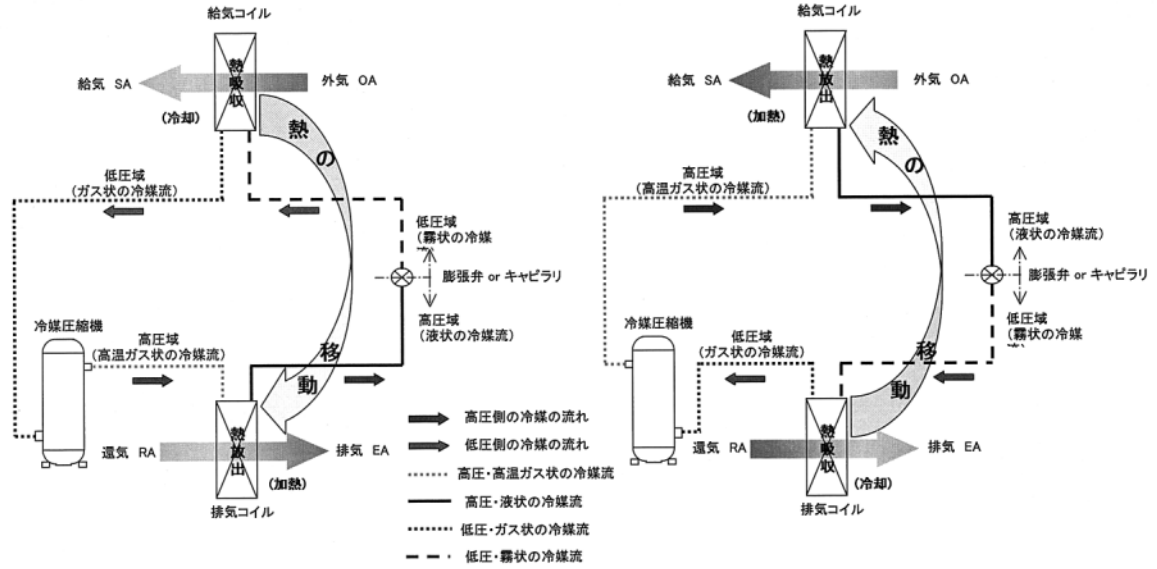 給気コイル
熱吸収
給気 SA
外気 OA
(冷却)
熱の移動
低圧域
(ガス状の冷媒流)
低圧域
(霧状の冷媒
膨張弁 or キャピラリ
高圧域
(液状の冷媒流)
冷媒圧縮機
高圧域
(高温ガス状の冷媒流)
熱放出
還気 RA
排気 EA
(加熱)
排気コイル
高圧側の冷媒の流れ
低圧側の冷媒の流れ
高圧・高温ガス状の冷媒流
高圧・液状の冷媒流
低圧・ガス状の冷媒流
低圧・霧状の冷媒流
給気コイル
熱放出
給気 SA
外気 OA
(加熱)
熱の移動
高圧域
(高温ガス状の冷媒流)
高圧域
(液状の冷媒流)
膨張弁 or キャピラリ
低圧域
(霧状の冷媒
冷媒圧縮機
低圧域
(ガス状の冷媒流)
熱吸収
還気 RA
排気 EA
(冷却)
排気コイル